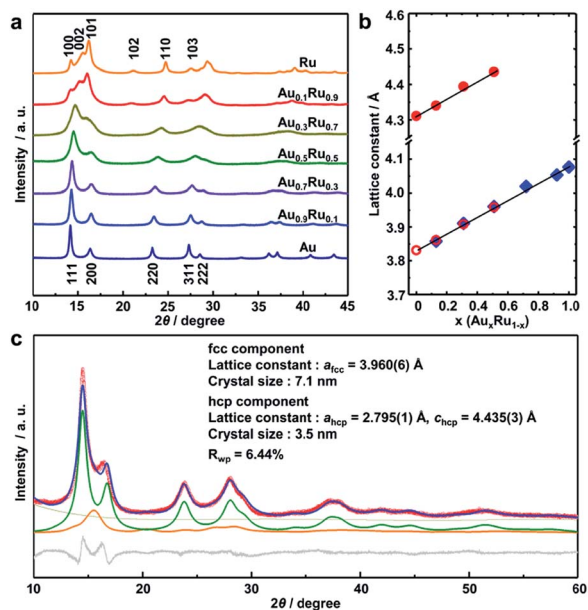 a
100
002
101
102
110
103
Ru
Au0.1Ru0.9
Au0.3Ru0.7
Au0.5Ru0.5
Au0.7Ru0.3
Au0.9Ru0.1
Au
111
200
220
311
222
Intensity / a. u.
10 15 20 25 30 35 40 45
2θ / degree
b
4.6
4.5
4.4
4.3
4.1
4.0
3.9
3.8
3.7
Lattice constant / Å
0 0.2 0.4 0.6 0.8 1.0
x (AuxRu1-x)
c
fcc component
Lattice constant : afcc = 3.960(6) Å
Crystal size : 7.1 nm
hcp component
Lattice constant : ahcp = 2.795(1) Å, chcp = 4.435(3) Å
Crystal size : 3.5 nm
Rwp = 6.44%
Intensity / a.u.
10 20 30 40 50 60
2θ / degree